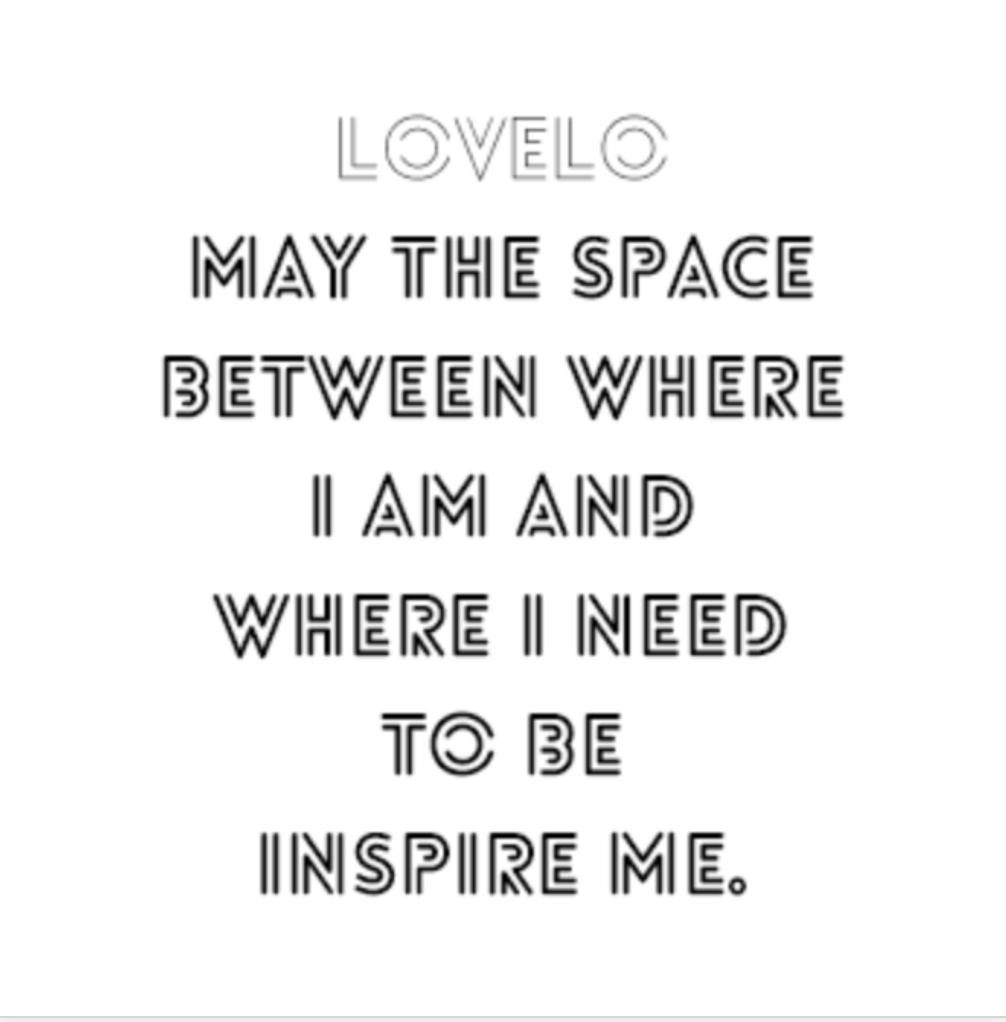 LOVELO
MAY THE SPACE
BETWEEN WHERE
I AM AND
WHERE I NEED
TO BE
INSPIRE ME.